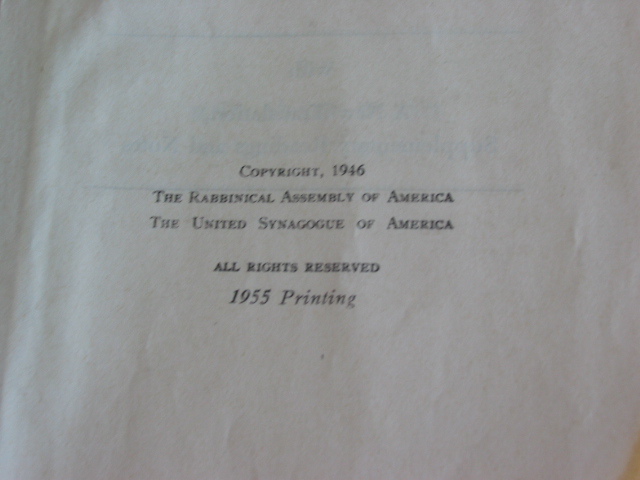 Copyright, 1946
The Rabbinical Assembly of America
The United Synagogue of America
ALL RIGHTS RESERVED
1955 Printing